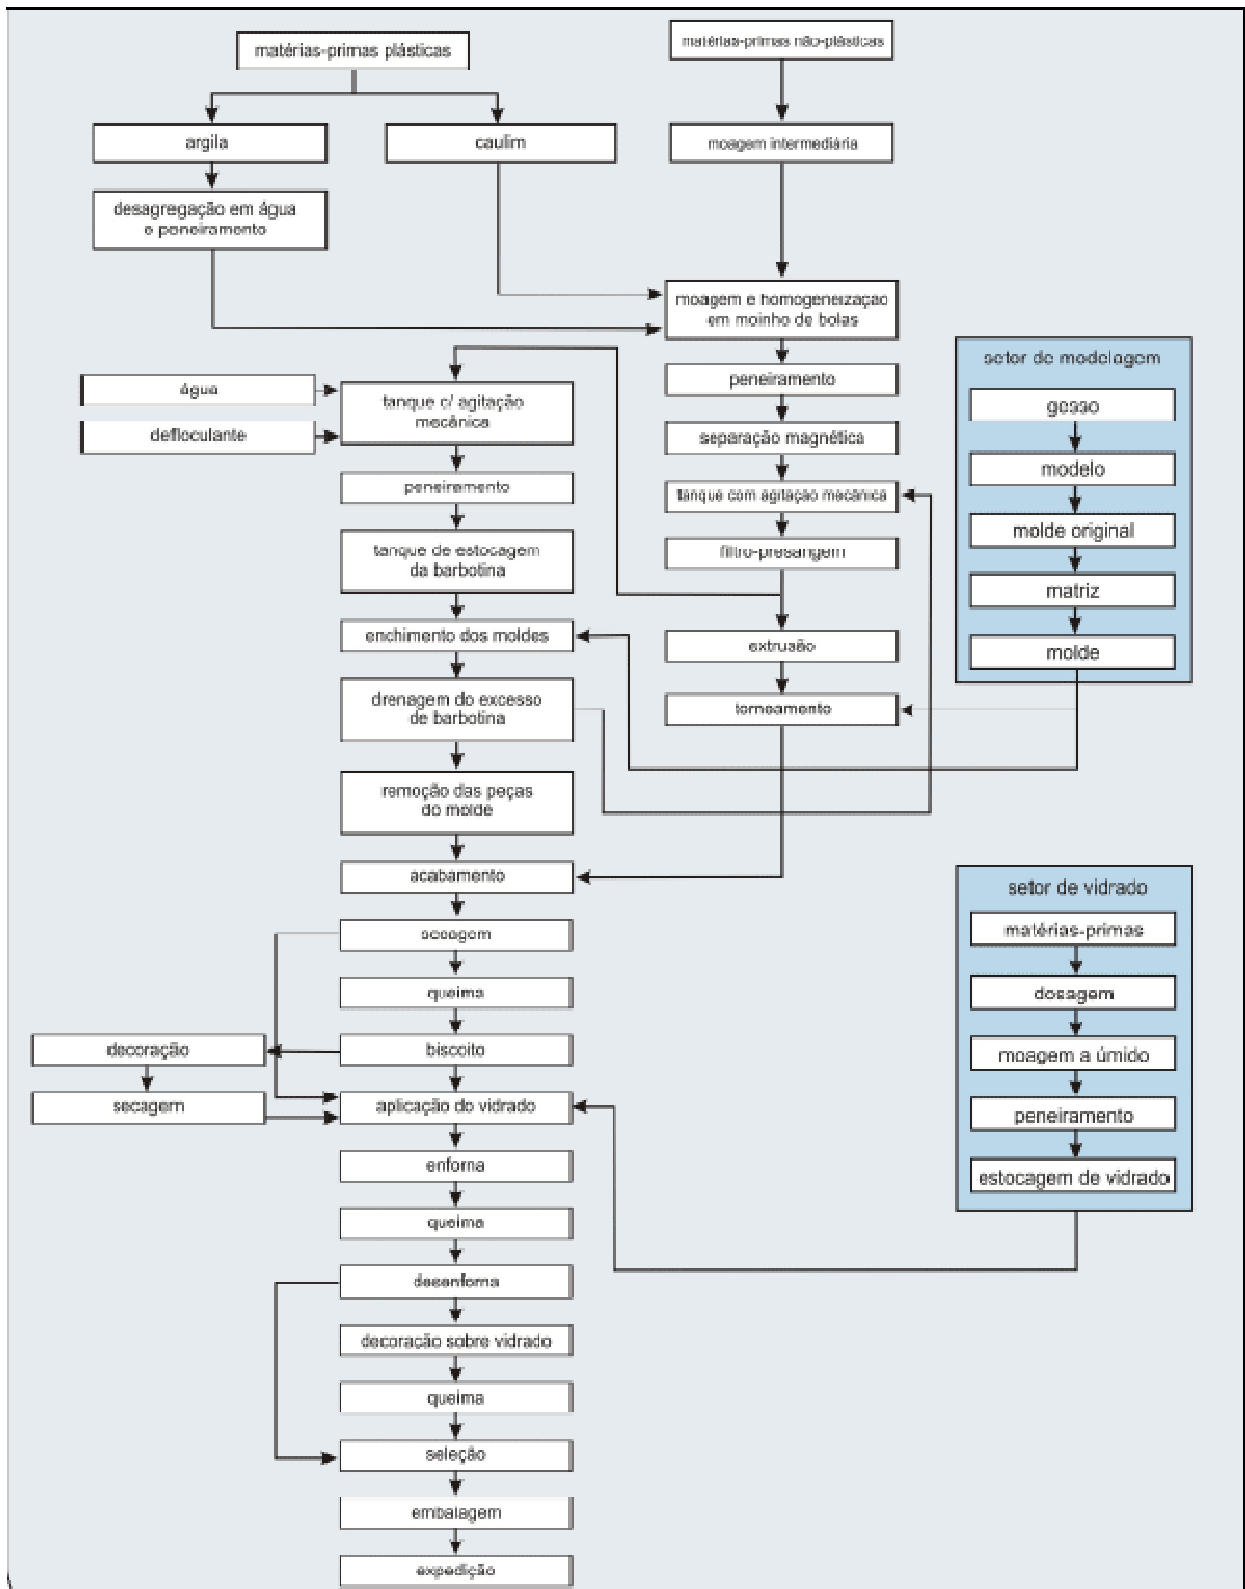 matérias-primas plásticas
matérias-primas não-plásticas
argila
caulim
moagem intermediária
desagregação em água
e peneiramento
moagem e homogeneização
em moinho de bolas
peneiramento
separação magnética
tanque com agitação mecânica
filtro-presangem
extrusão
torneamento
água
defloculante
tanque c/ agitação
mecânica
peneiramento
tanque de estocagem
da barbotina
enchimento dos moldes
drenagem do excesso
de barbotina
remoção das peças
do molde
acabamento
secagem
queima
biscoito
decoração
secagem
aplicação do vidrado
enforna
queima
desenforna
decoração sobre vidrado
queima
seleção
embalagem
expedição
setor de modelagem
gesso
modelo
molde original
matriz
molde
setor de vidrado
matérias-primas
dosagem
moagem a úmido
peneiramento
estocagem de vidrado